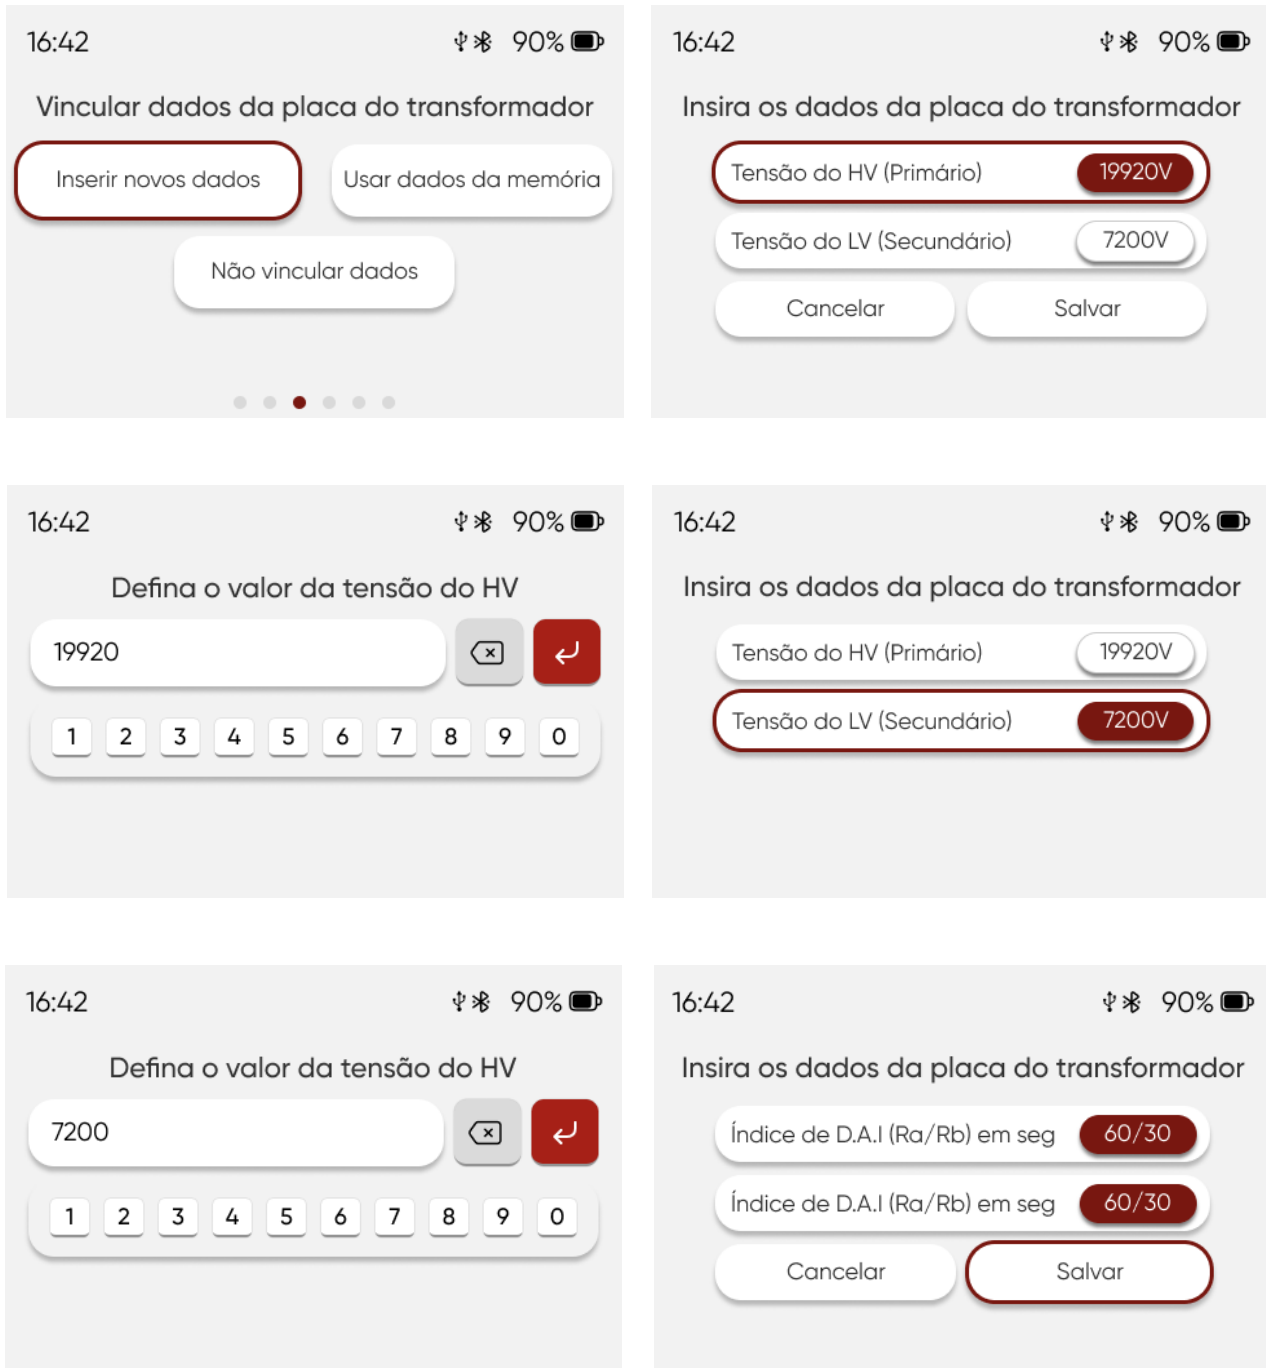 16:42 90%
Vincular dados da placa do transformador
Inserir novos dados
Usar dados da memória
Não vincular dados
16:42 90%
Insira os dados da placa do transformador
Tensão do HV (Primário) 19920V
Tensão do LV (Secundário) 7200V
Cancelar Salvar
16:42 90%
Defina o valor da tensão do HV
19920
1 2 3 4 5 6 7 8 9 0
16:42 90%
Insira os dados da placa do transformador
Tensão do HV (Primário) 19920V
Tensão do LV (Secundário) 7200V
16:42 90%
Defina o valor da tensão do HV
7200
1 2 3 4 5 6 7 8 9 0
16:42 90%
Insira os dados da placa do transformador
Índice de D.A.I (Ra/Rb) em seg 60/30
Índice de D.A.I (Ra/Rb) em seg 60/30
Cancelar Salvar